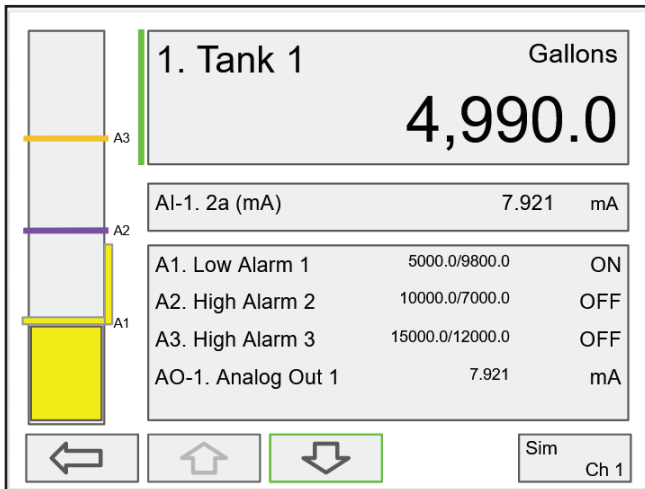 1. Tank 1 Gallons
4,990.0
AI-1. 2a (mA) 7.921 mA
A3
A2
A1
A1. Low Alarm 1 5000.0/9800.0 ON
A2. High Alarm 2 10000.0/7000.0 OFF
A3. High Alarm 3 15000.0/12000.0 OFF
AO-1. Analog Out 1 7.921 mA
Sim
Ch 1